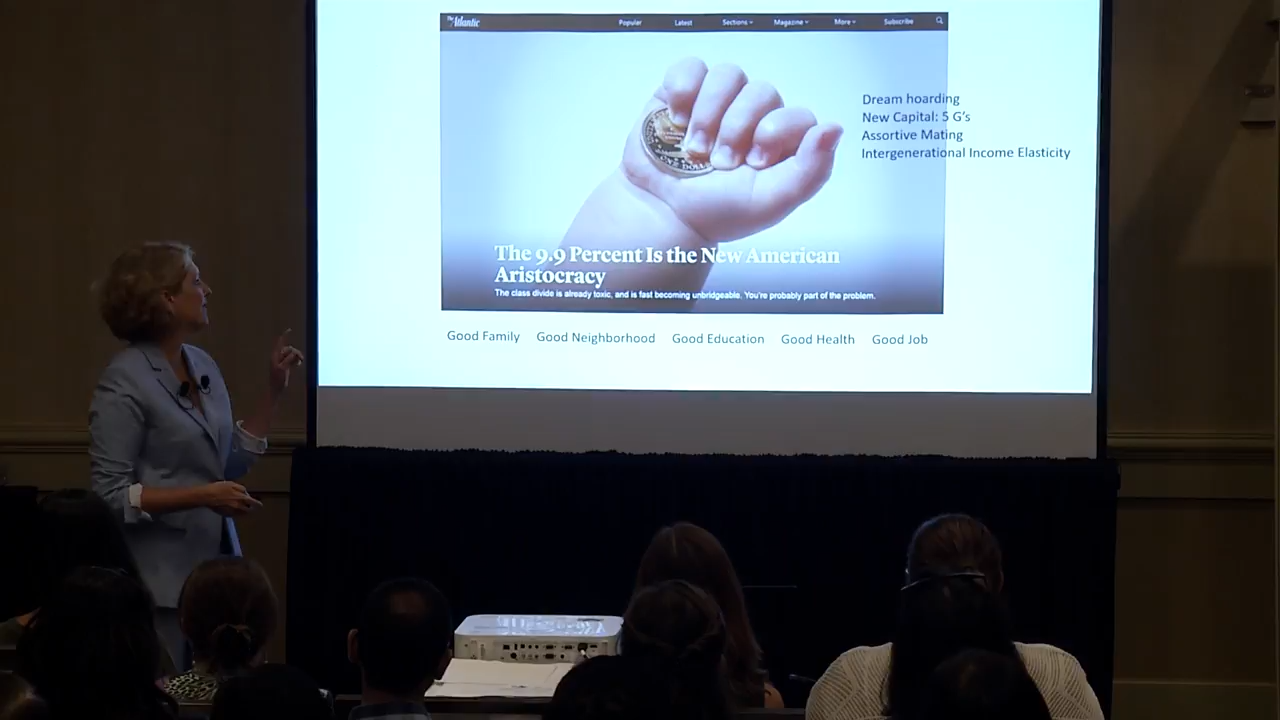 The Atlantic Popular Latest Sections Magazine More Subscribe
Dream hoarding
New Capital: 5 G's
Assortive Mating
Intergenerational Income Elasticity
ONE DOLLAR
The 9.9 Percent Is the New American
Aristocracy
The class divide is already toxic, and is fast becoming unbridgeable. You're probably part of the problem.
Good Family Good Neighborhood Good Education Good Health Good Job